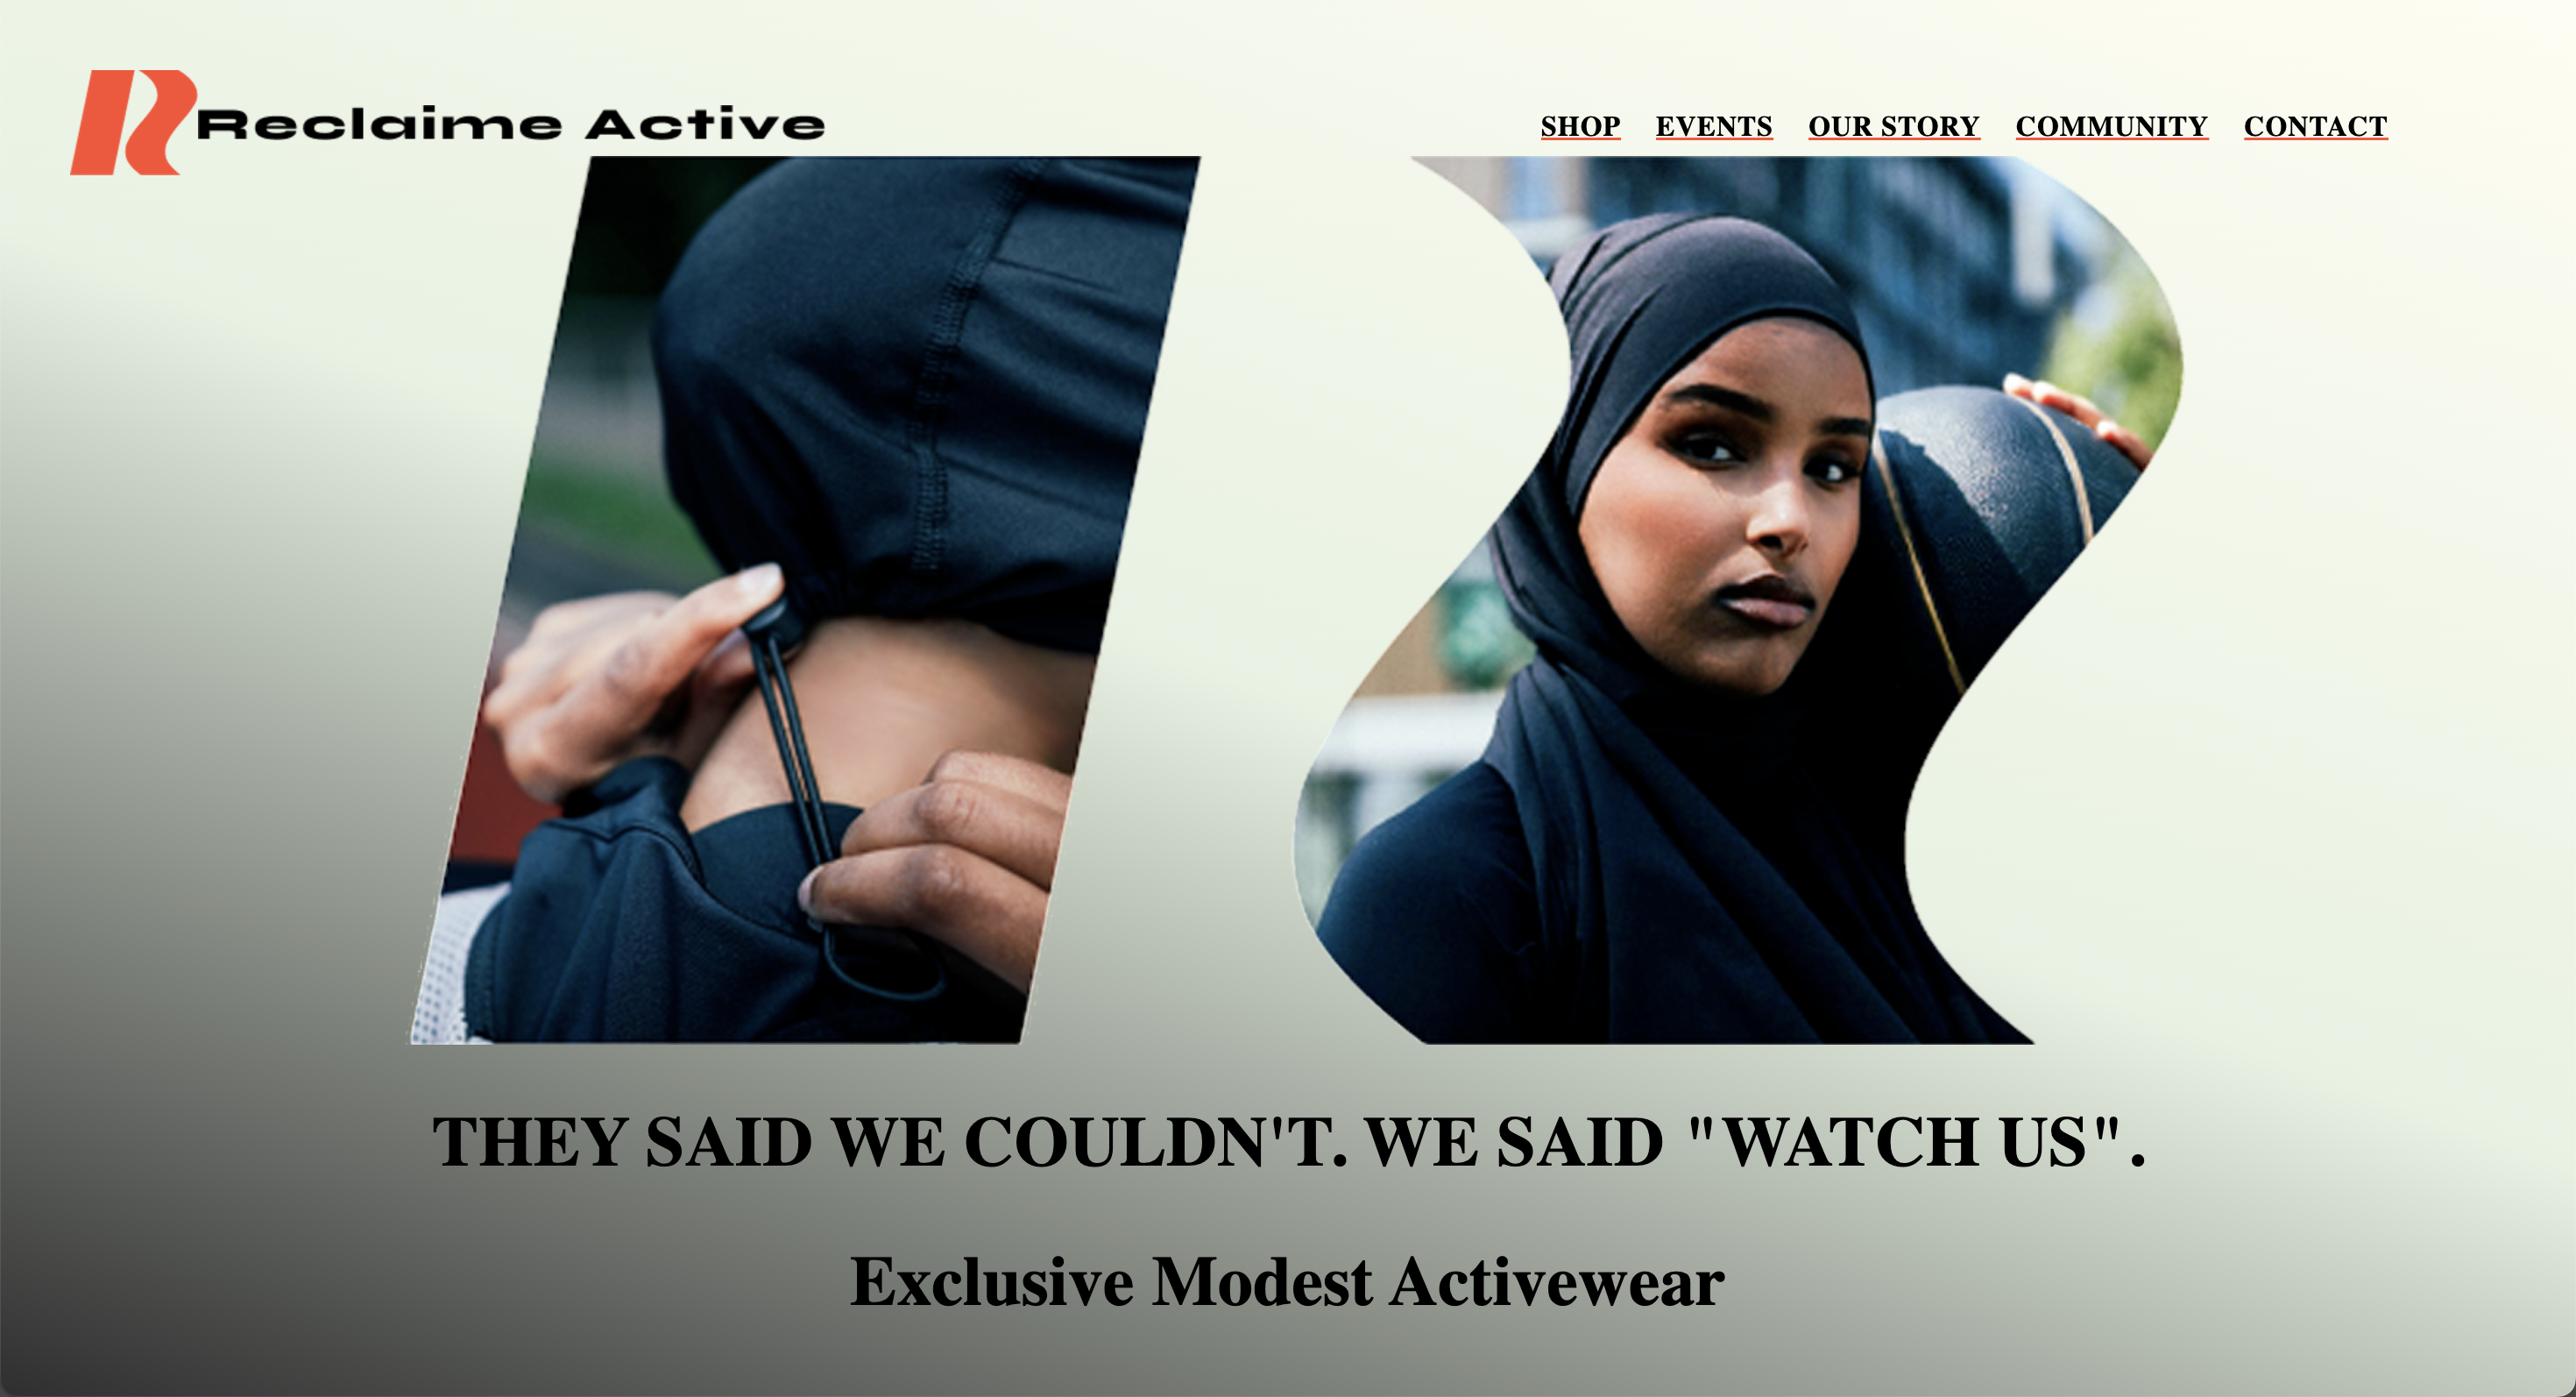 Reclaime Active
SHOP EVENTS OUR STORY COMMUNITY CONTACT
THEY SAID WE COULDN'T. WE SAID "WATCH US".
Exclusive Modest Activewear